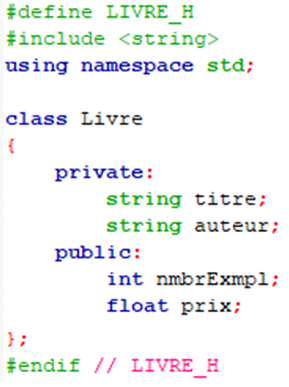 #define LIVRE_H
#include <string>
using namespace std;
class Livre
{
private:
string titre;
string auteur;
public:
int nmbrExmpl;
float prix;
};
#endif // LIVRE_H